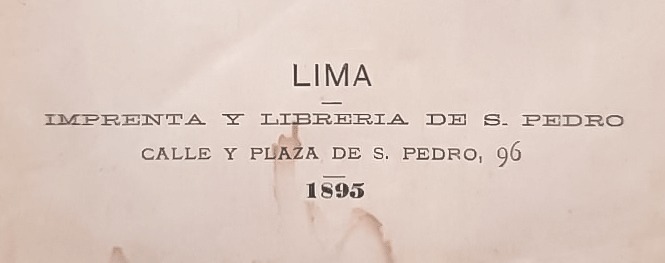 LIMA
IMPRENTA Y LIBRERIA DE S. PEDRO
CALLE Y PLAZA DE S. PEDRO, 96
1895